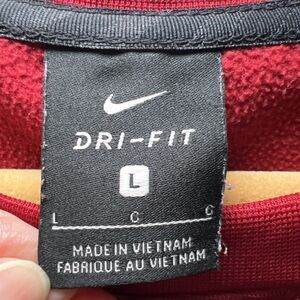 DRI-FIT
L
L G G
MADE IN VIETNAM
FABRIQUE AU VIETNAM